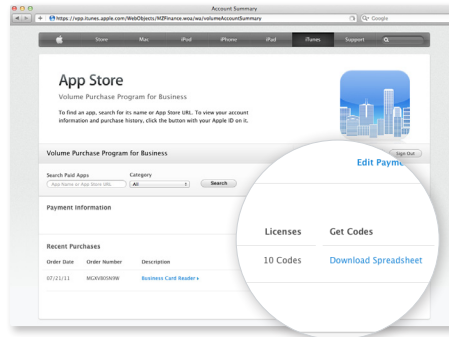 Account Summary
https://vpp.itunes.apple.com/WebObjects/MZFinance.woa/wa/volumeAccountSummary
Google
Store Mac iPod iPhone iPad iTunes Support
App Store
Volume Purchase Program for Business
To find an app, search for its name or App Store URL. To view your account
information and purchase history, click the button with your Apple ID on it.
Volume Purchase Program for Business
Sign Out
Edit Payme
Search Paid Apps Category
App Name or App Store URL All Search
Payment Information
Licenses Get Codes
Recent Purchases
Order Date Order Number Description
10 Codes Download Spreadsheet
07/21/11 Business Card Reader